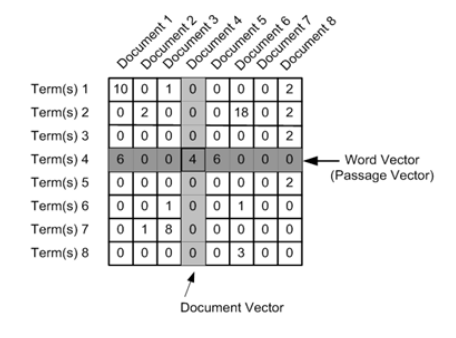 Document 1
Document 2
Document 3
Document 4
Document 5
Document 6
Document 7
Document 8
Term(s) 1 10 0 1 0 0 0 0 2
Term(s) 2 0 2 0 0 0 18 0 2
Term(s) 3 0 0 0 0 0 0 0 2
Term(s) 4 6 0 0 4 6 0 0 0 Word Vector
(Passage Vector)
Term(s) 5 0 0 0 0 0 0 0 2
Term(s) 6 0 0 1 0 0 1 0 0
Term(s) 7 0 1 8 0 0 0 0 0
Term(s) 8 0 0 0 0 0 3 0 0
Document Vector